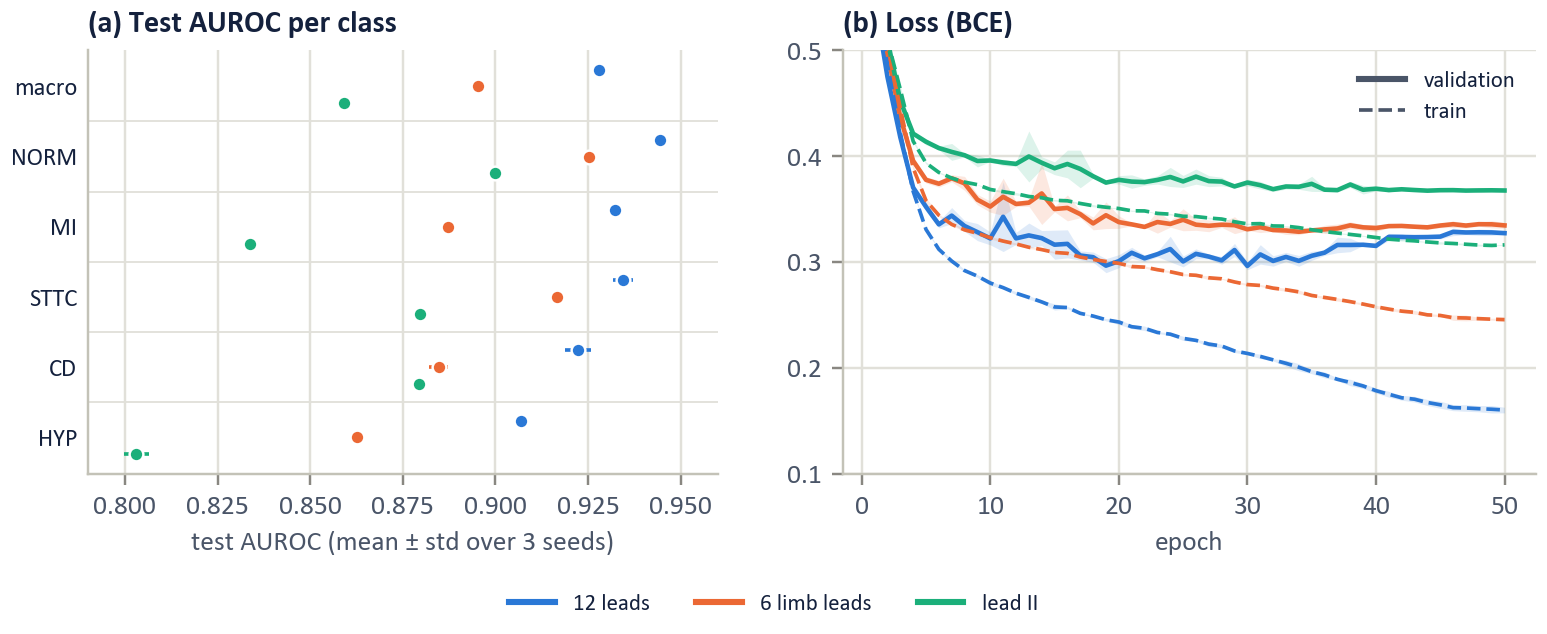 (a) Test AUROC per class
macro
NORM
MI
STTC
CD
HYP
0.800 0.825 0.850 0.875 0.900 0.925 0.950
test AUROC (mean ± std over 3 seeds)
(b) Loss (BCE)
0.5
0.4
0.3
0.2
0.1
validation
train
0 10 20 30 40 50
epoch
12 leads 6 limb leads lead II